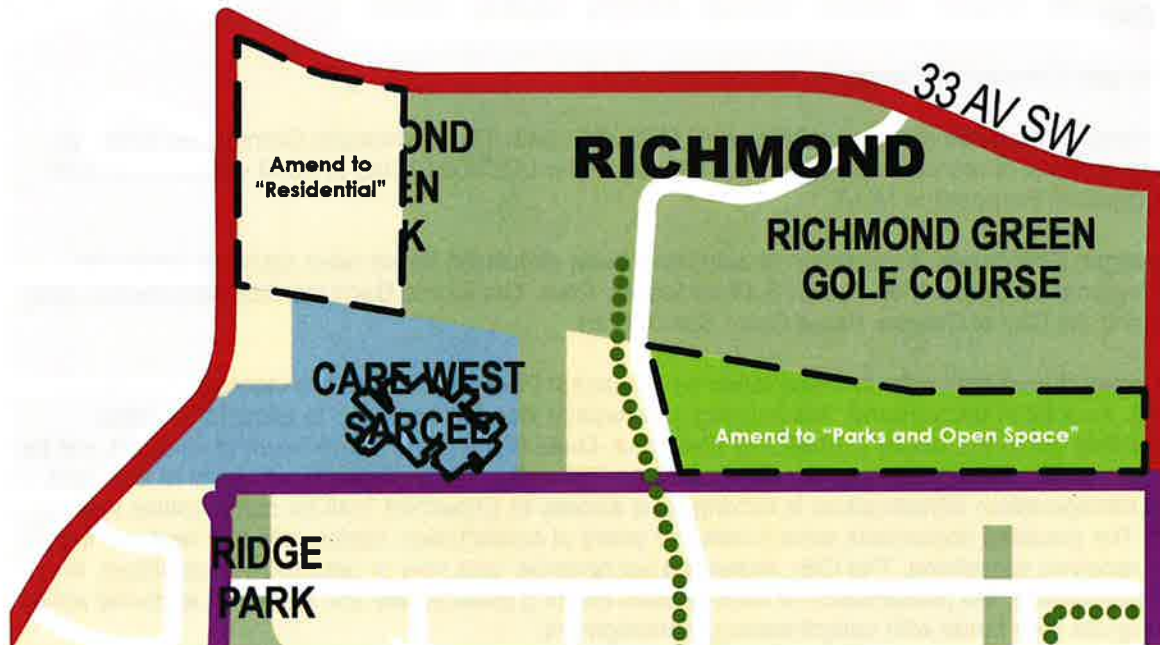 33 AV SW
OND
EN
K
Amend to
"Residential"
RICHMOND
RICHMOND GREEN
GOLF COURSE
CARE WEST
SARCEE
Amend to "Parks and Open Space"
RIDGE
PARK